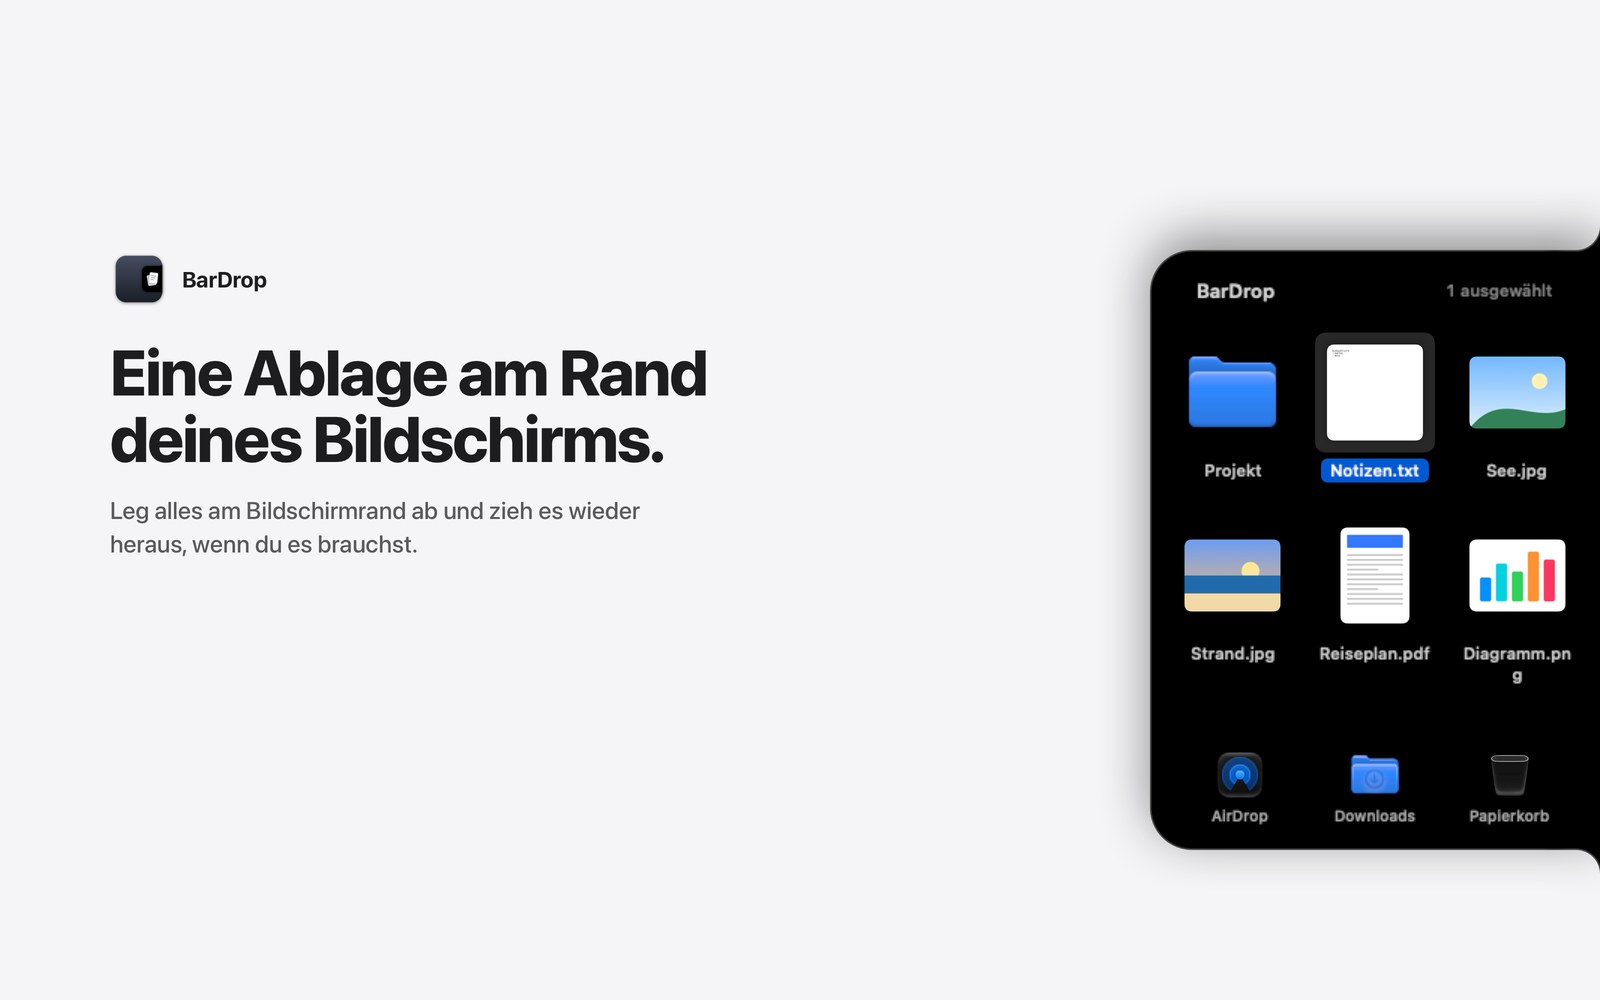 BarDrop
Eine Ablage am Rand
deines Bildschirms.
Leg alles am Bildschirmrand ab und zieh es wieder
heraus, wenn du es brauchst.
BarDrop
1 ausgewählt
Projekt
Notizen.txt
See.jpg
Strand.jpg
Reiseplan.pdf
Diagramm.pn
g
AirDrop
Downloads
Papierkorb